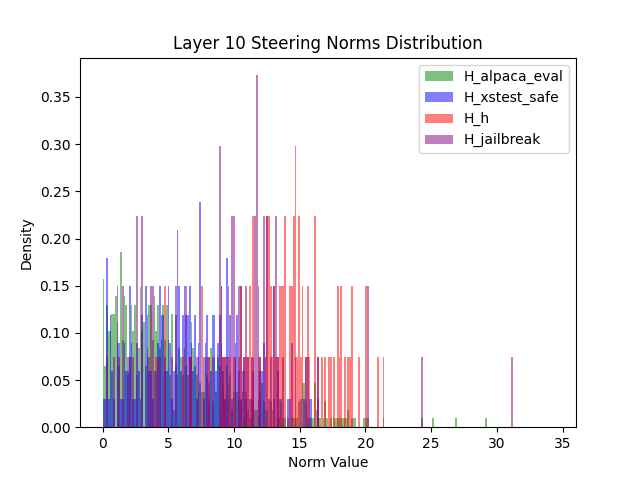 Layer 10 Steering Norms Distribution
H_alpaca_eval
H_xstest_safe
H_h
H_jailbreak
Density
0.35
0.30
0.25
0.20
0.15
0.10
0.05
0.00
0 5 10 15 20 25 30 35
Norm Value